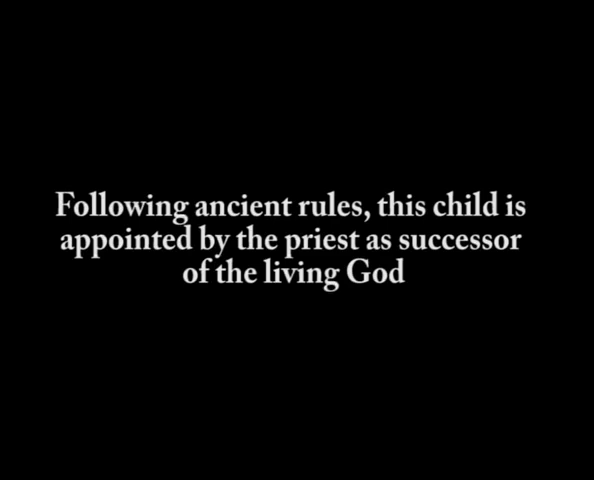 Following ancient rules, this child is
appointed by the priest as successor
of the living God